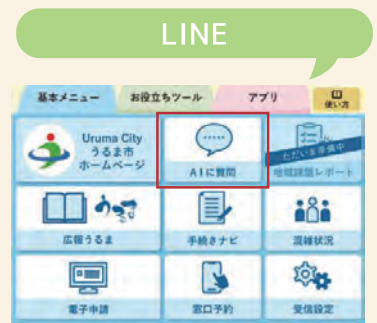 LINE
基本メニュー お役立ちツール アプリ 使い方
Uruma City
うるま市
ホームページ
AIに質問
ただいま準備中
地域課題レポート
広報うるま
手続きナビ
混雑状況
電子申請
窓口予約
受信設定